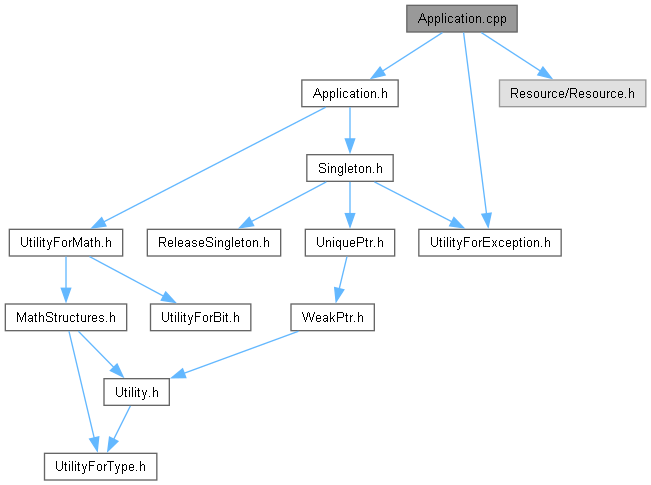 Application.cpp
Application.h
Resource/Resource.h
Singleton.h
UtilityForMath.h
ReleaseSingleton.h
UniquePtr.h
UtilityForException.h
MathStructures.h
UtilityForBit.h
WeakPtr.h
Utility.h
UtilityForType.h